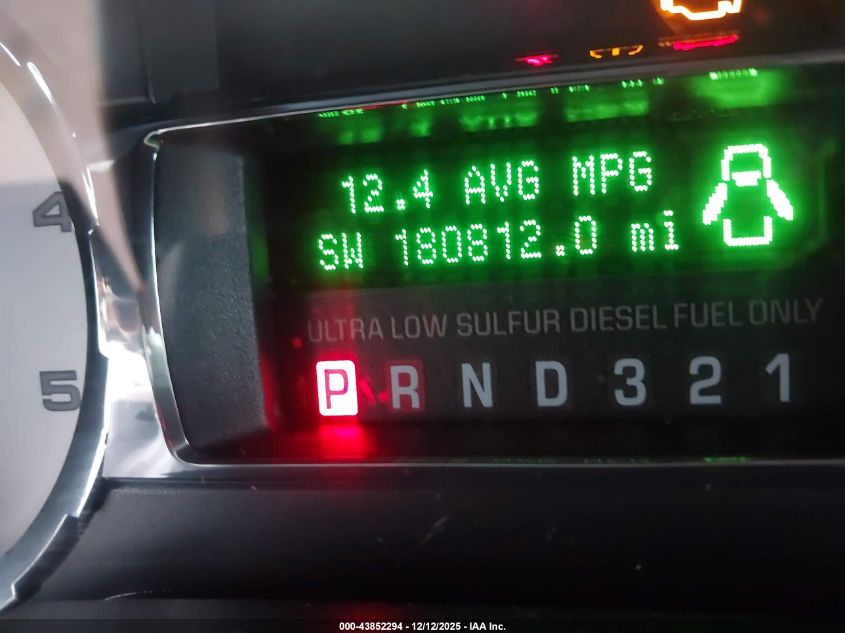 12.4 AVG MPG
SW 180812.0 mi
ULTRA LOW SULFUR DIESEL FUEL ONLY
P R N D 3 2 1
4
5
000-43852294 - 12/12/2025 - IAA Inc.